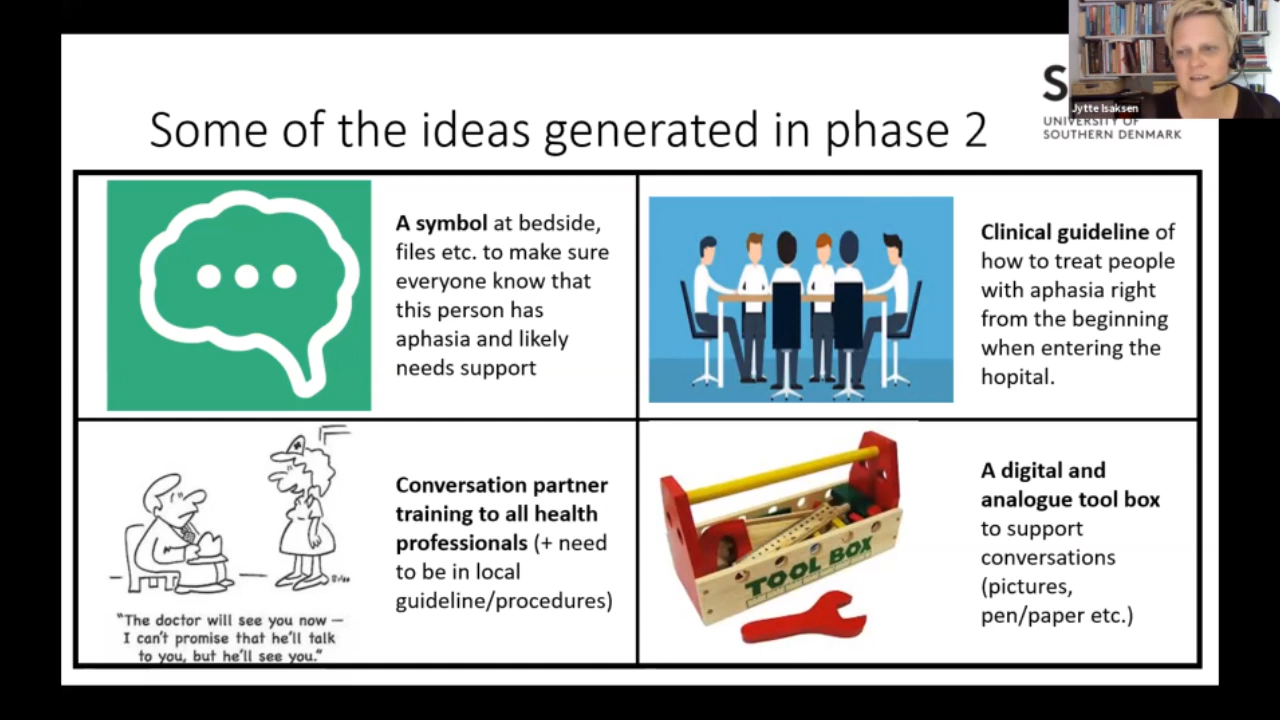 Some of the ideas generated in phase 2
S
Jytte Isaksen
UNIVERSITY OF
SOUTHERN DENMARK
A symbol at bedside,
files etc. to make sure
everyone know that
this person has
aphasia and likely
needs support
Clinical guideline of
how to treat people
with aphasia right
from the beginning
when entering the
hopital.
"The doctor will see you now —
I can't promise that he'll talk
to you, but he'll see you."
Conversation partner
training to all health
professionals (+ need
to be in local
guideline/procedures)
TOOL BOX
A digital and
analogue tool box
to support
conversations
(pictures,
pen/paper etc.)